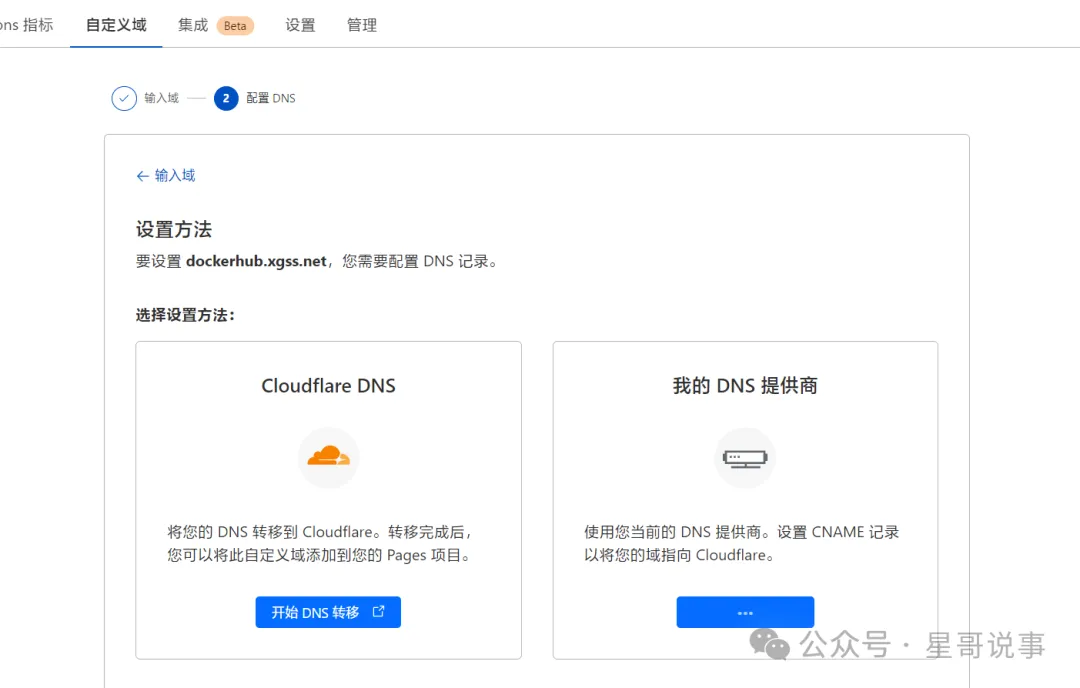 ons 指标 自定义域 集成 Beta 设置 管理
输入域 2 配置 DNS
← 输入域
设置方法
要设置 dockerhub.xgss.net，您需要配置 DNS 记录。
选择设置方法：
Cloudflare DNS
将您的 DNS 转移到 Cloudflare。转移完成后，
您可以将此自定义域添加到您的 Pages 项目。
开始 DNS 转移
我的 DNS 提供商
使用您当前的 DNS 提供商。设置 CNAME 记录
以将您的域指向 Cloudflare。
...
公众号 · 星哥说事